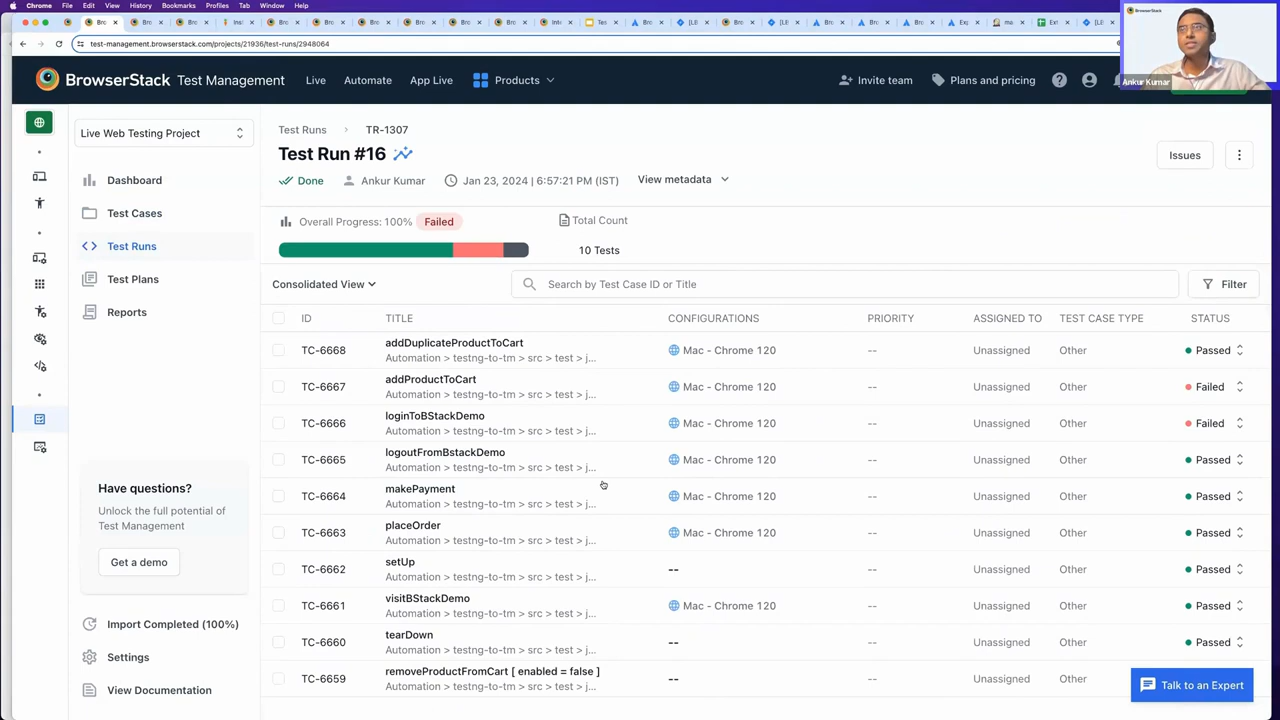 Chrome File Edit View History Bookmarks Profiles Tab Window Help
test-management.browserstack.com/projects/21936/test-runs/2948064
BrowserStack
Ankur Kumar
BrowserStack Test Management Live Automate App Live Products Invite team Plans and pricing
Live Web Testing Project
Dashboard
Test Cases
Test Runs
Test Plans
Reports
Have questions?
Unlock the full potential of
Test Management
Get a demo
Import Completed (100%)
Settings
View Documentation
Test Runs > TR-1307
Test Run #16
Issues
Done Ankur Kumar Jan 23, 2024 | 6:57:21 PM (IST) View metadata
Overall Progress: 100% Failed Total Count
10 Tests
Consolidated View Search by Test Case ID or Title Filter
ID TITLE CONFIGURATIONS PRIORITY ASSIGNED TO TEST CASE TYPE STATUS
TC-6668 addDuplicateProductToCart Mac - Chrome 120 -- Unassigned Other Passed
Automation > testng-to-tm > src > test > j...
TC-6667 addProductToCart Mac - Chrome 120 -- Unassigned Other Failed
Automation > testng-to-tm > src > test > j...
TC-6666 loginToBStackDemo Mac - Chrome 120 -- Unassigned Other Failed
Automation > testng-to-tm > src > test > j...
TC-6665 logoutFromBstackDemo Mac - Chrome 120 -- Unassigned Other Passed
Automation > testng-to-tm > src > test > j...
TC-6664 makePayment Mac - Chrome 120 -- Unassigned Other Passed
Automation > testng-to-tm > src > test > j...
TC-6663 placeOrder Mac - Chrome 120 -- Unassigned Other Passed
Automation > testng-to-tm > src > test > j...
TC-6662 setUp -- -- Unassigned Other Passed
Automation > testng-to-tm > src > test > j...
TC-6661 visitBStackDemo Mac - Chrome 120 -- Unassigned Other Passed
Automation > testng-to-tm > src > test > j...
TC-6660 tearDown -- -- Unassigned Other Passed
Automation > testng-to-tm > src > test > j...
TC-6659 removeProductFromCart [ enabled = false ] -- -- Unassigned Other
Automation > testng-to-tm > src > test > j...
Talk to an Expert